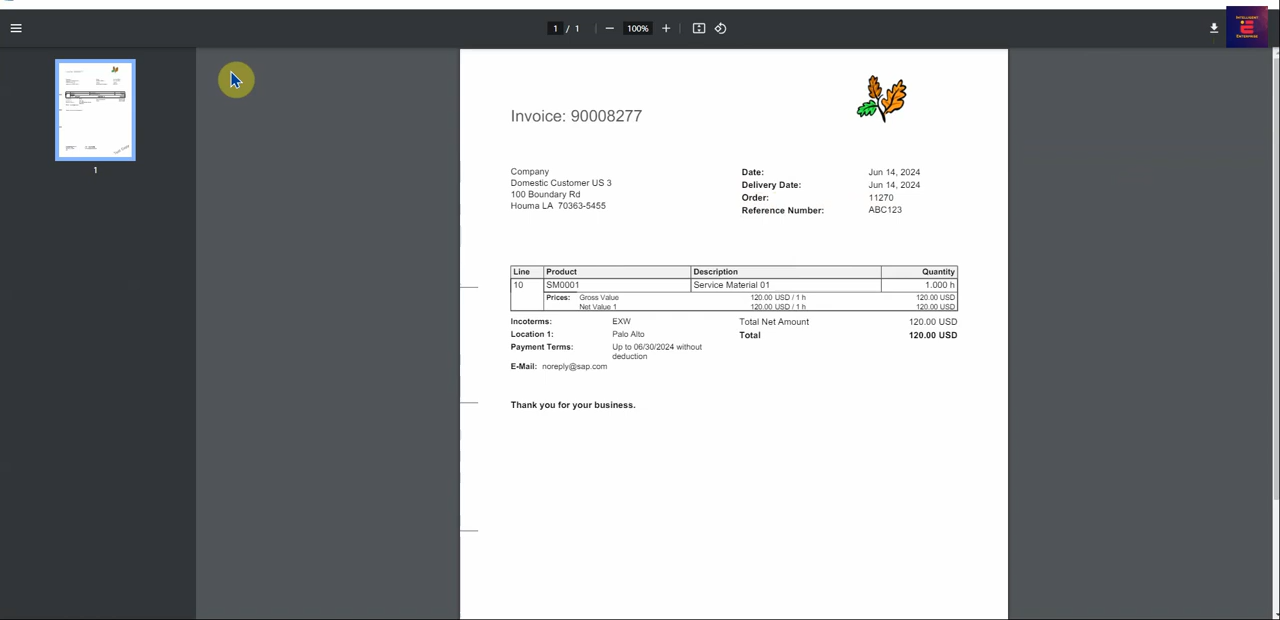 1 / 1 100%
INTELLIGENT
ENTERPRISE
1
Invoice: 90008277
Company
Domestic Customer US 3
100 Boundary Rd
Houma LA 70363-5455
Date: Jun 14, 2024
Delivery Date: Jun 14, 2024
Order: 11270
Reference Number: ABC123
Line Product Description Quantity
10 SM0001 Service Material 01 1.000 h
Prices: Gross Value 120.00 USD / 1 h 120.00 USD
Net Value 1 120.00 USD / 1 h 120.00 USD
Incoterms: EXW
Location 1: Palo Alto
Payment Terms: Up to 06/30/2024 without
deduction
E-Mail: noreply@sap.com
Total Net Amount 120.00 USD
Total 120.00 USD
Thank you for your business.